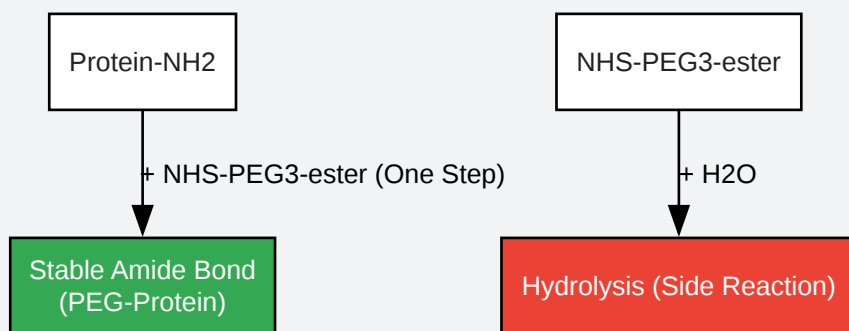 Protein-NH2
NHS-PEG3-ester
+ NHS-PEG3-ester (One Step)
+ H2O
Stable Amide Bond
(PEG-Protein)
Hydrolysis (Side Reaction)